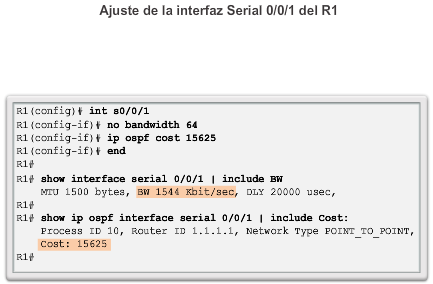 Ajuste de la interfaz Serial 0/0/1 del R1
R1(config)# int s0/0/1
R1(config-if)# no bandwidth 64
R1(config-if)# ip ospf cost 15625
R1(config-if)# end
R1#
R1# show interface serial 0/0/1 | include BW
MTU 1500 bytes, BW 1544 Kbit/sec, DLY 20000 usec,
R1#
R1# show ip ospf interface serial 0/0/1 | include Cost:
Process ID 10, Router ID 1.1.1.1, Network Type POINT_TO_POINT,
Cost: 15625
R1#